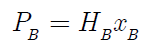 P_B = H_B x_B